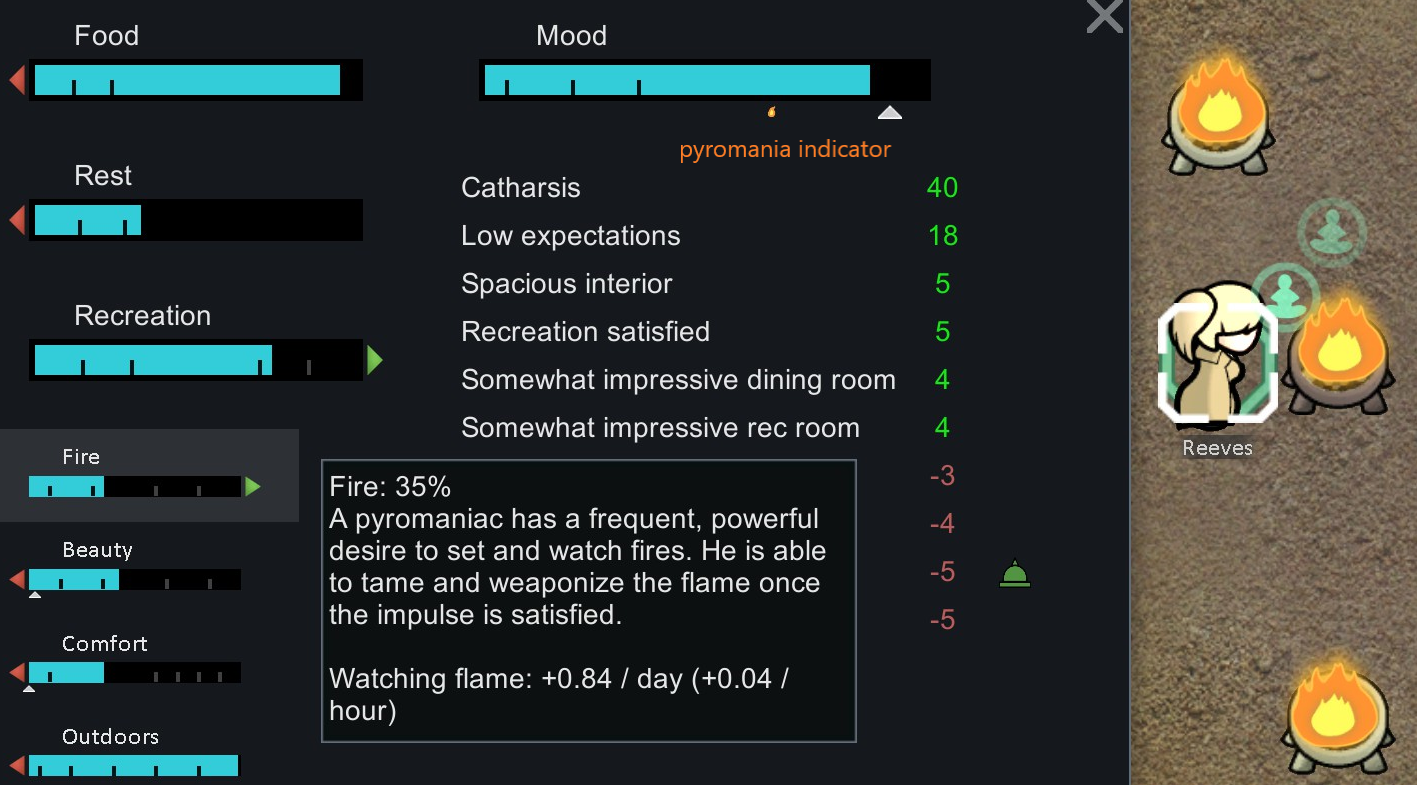 Food
Mood
pyromania indicator
Rest
Catharsis 40
Low expectations 18
Spacious interior 5
Recreation
Recreation satisfied 5
Somewhat impressive dining room 4
Somewhat impressive rec room 4
Fire
-3
-4
-5
-5
Fire: 35%
A pyromaniac has a frequent, powerful
desire to set and watch fires. He is able
to tame and weaponize the flame once
the impulse is satisfied.
Watching flame: +0.84 / day (+0.04 /
hour)
Beauty
Comfort
Outdoors
Reeves